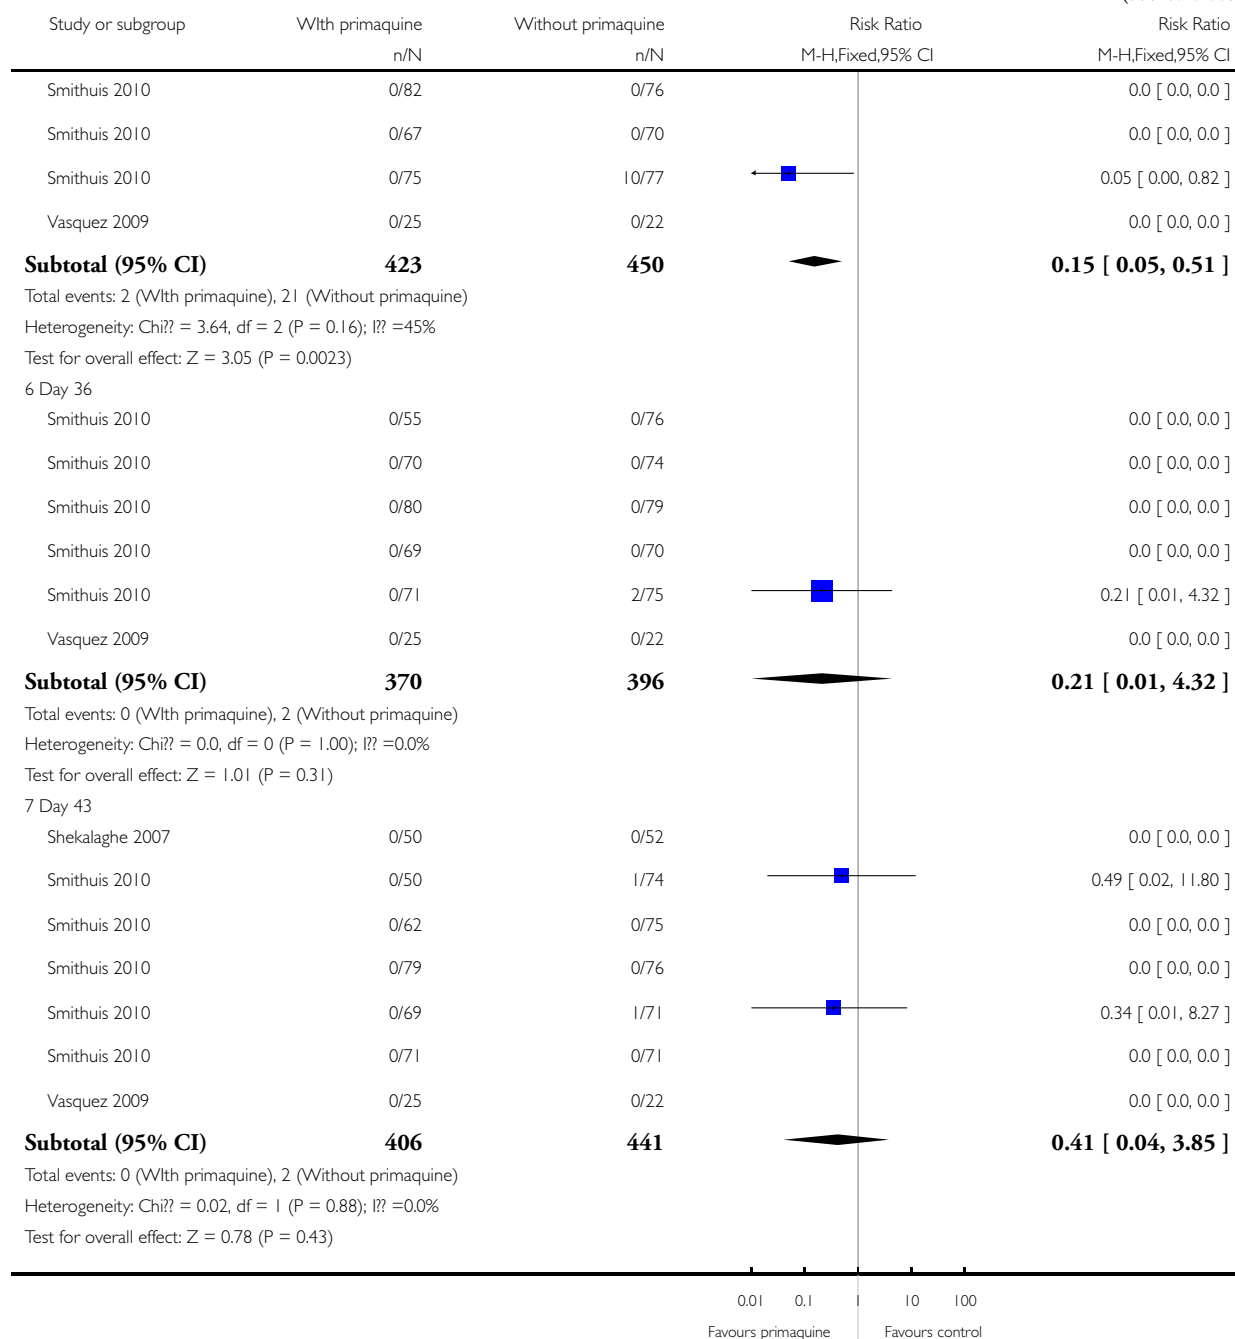 Study or subgroup WIth primaquine Without primaquine Risk Ratio Risk Ratio
n/N n/N M-H,Fixed,95% CI M-H,Fixed,95% CI
Smithuis 2010 0/82 0/76 0.0 [ 0.0, 0.0 ]
Smithuis 2010 0/67 0/70 0.0 [ 0.0, 0.0 ]
Smithuis 2010 0/75 10/77 0.05 [ 0.00, 0.82 ]
Vasquez 2009 0/25 0/22 0.0 [ 0.0, 0.0 ]
Subtotal (95% CI) 423 450 0.15 [ 0.05, 0.51 ]
Total events: 2 (WIth primaquine), 21 (Without primaquine)
Heterogeneity: Chi?? = 3.64, df = 2 (P = 0.16); I?? =45%
Test for overall effect: Z = 3.05 (P = 0.0023)
6 Day 36
Smithuis 2010 0/55 0/76 0.0 [ 0.0, 0.0 ]
Smithuis 2010 0/70 0/74 0.0 [ 0.0, 0.0 ]
Smithuis 2010 0/80 0/79 0.0 [ 0.0, 0.0 ]
Smithuis 2010 0/69 0/70 0.0 [ 0.0, 0.0 ]
Smithuis 2010 0/71 2/75 0.21 [ 0.01, 4.32 ]
Vasquez 2009 0/25 0/22 0.0 [ 0.0, 0.0 ]
Subtotal (95% CI) 370 396 0.21 [ 0.01, 4.32 ]
Total events: 0 (WIth primaquine), 2 (Without primaquine)
Heterogeneity: Chi?? = 0.0, df = 0 (P = 1.00); I?? =0.0%
Test for overall effect: Z = 1.01 (P = 0.31)
7 Day 43
Shekalaghe 2007 0/50 0/52 0.0 [ 0.0, 0.0 ]
Smithuis 2010 0/50 1/74 0.49 [ 0.02, 11.80 ]
Smithuis 2010 0/62 0/75 0.0 [ 0.0, 0.0 ]
Smithuis 2010 0/79 0/76 0.0 [ 0.0, 0.0 ]
Smithuis 2010 0/69 1/71 0.34 [ 0.01, 8.27 ]
Smithuis 2010 0/71 0/71 0.0 [ 0.0, 0.0 ]
Vasquez 2009 0/25 0/22 0.0 [ 0.0, 0.0 ]
Subtotal (95% CI) 406 441 0.41 [ 0.04, 3.85 ]
Total events: 0 (WIth primaquine), 2 (Without primaquine)
Heterogeneity: Chi?? = 0.02, df = 1 (P = 0.88); I?? =0.0%
Test for overall effect: Z = 0.78 (P = 0.43)
0.01 0.1 1 10 100
Favours primaquine Favours control